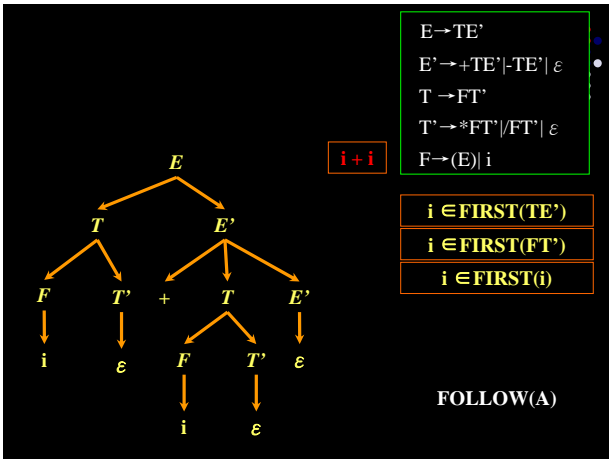 E→TE’
E’→+TE’|-TE’| ε
T →FT’
T’→*FT’|/FT’| ε
F→(E)| i
i + i
E
T E’
i ∈FIRST(TE’)
i ∈FIRST(FT’)
i ∈FIRST(i)
F T’ + T E’
i ε F T’ ε
i ε
FOLLOW(A)